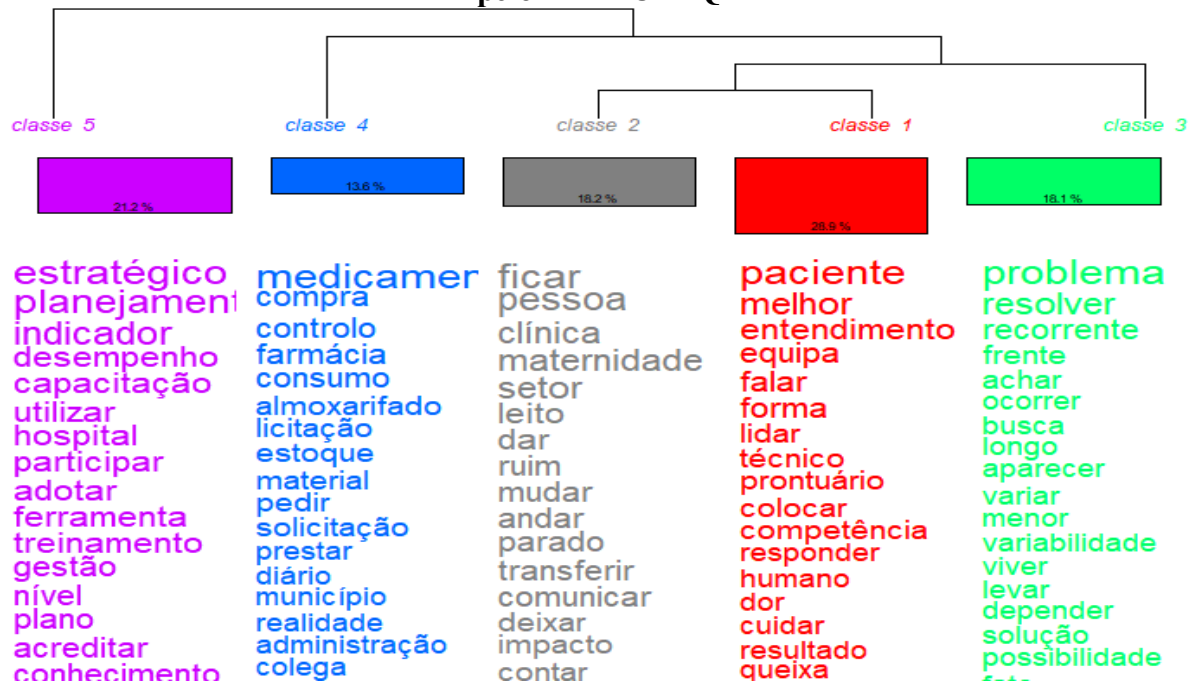 classe 5
classe 4
classe 2
classe 1
classe 3
21.2 %
13.6 %
18.2 %
28.9 %
18.1 %
estratégico
planejament
indicador
desempenho
capacitação
utilizar
hospital
participar
adotar
ferramenta
treinamento
gestão
nível
plano
acreditar
conhecimento
medicamen
compra
controlo
farmácia
consumo
almoxarifado
licitação
estoque
material
pedir
solicitação
prestar
diário
município
realidade
administração
colega
ficar
pessoa
clínica
maternidade
setor
leito
dar
ruim
mudar
andar
parado
transferir
comunicar
deixar
impacto
contar
paciente
melhor
entendimento
equipa
falar
forma
lidar
técnico
prontuário
colocar
competência
responder
humano
dor
cuidar
resultado
queixa
problema
resolver
recorrente
frente
achar
ocorrer
busca
longo
aparecer
variar
menor
variabilidade
viver
levar
depender
solução
possibilidade